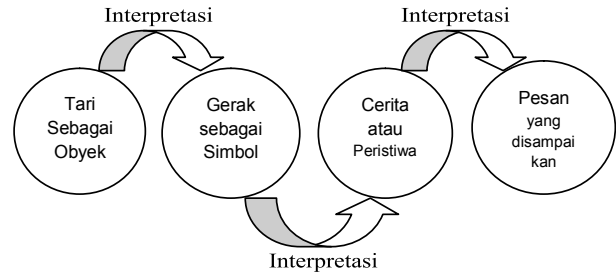 Interpretasi
Interpretasi
Tari
Sebagai
Obyek
Gerak
sebagai
Simbol
Cerita
atau
Peristiwa
Pesan
yang
disampai
kan
Interpretasi